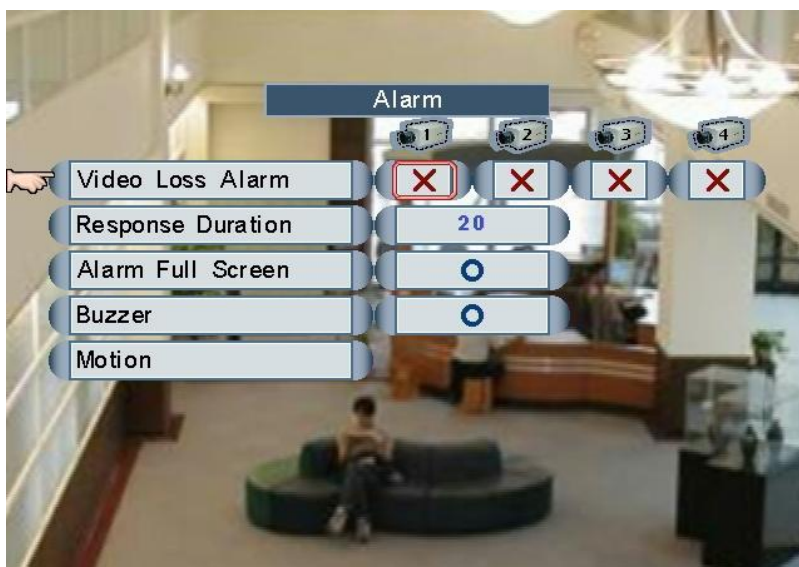 Alarm
1 2 3 4
Video Loss Alarm X X X X
Response Duration 20
Alarm Full Screen O
Buzzer O
Motion